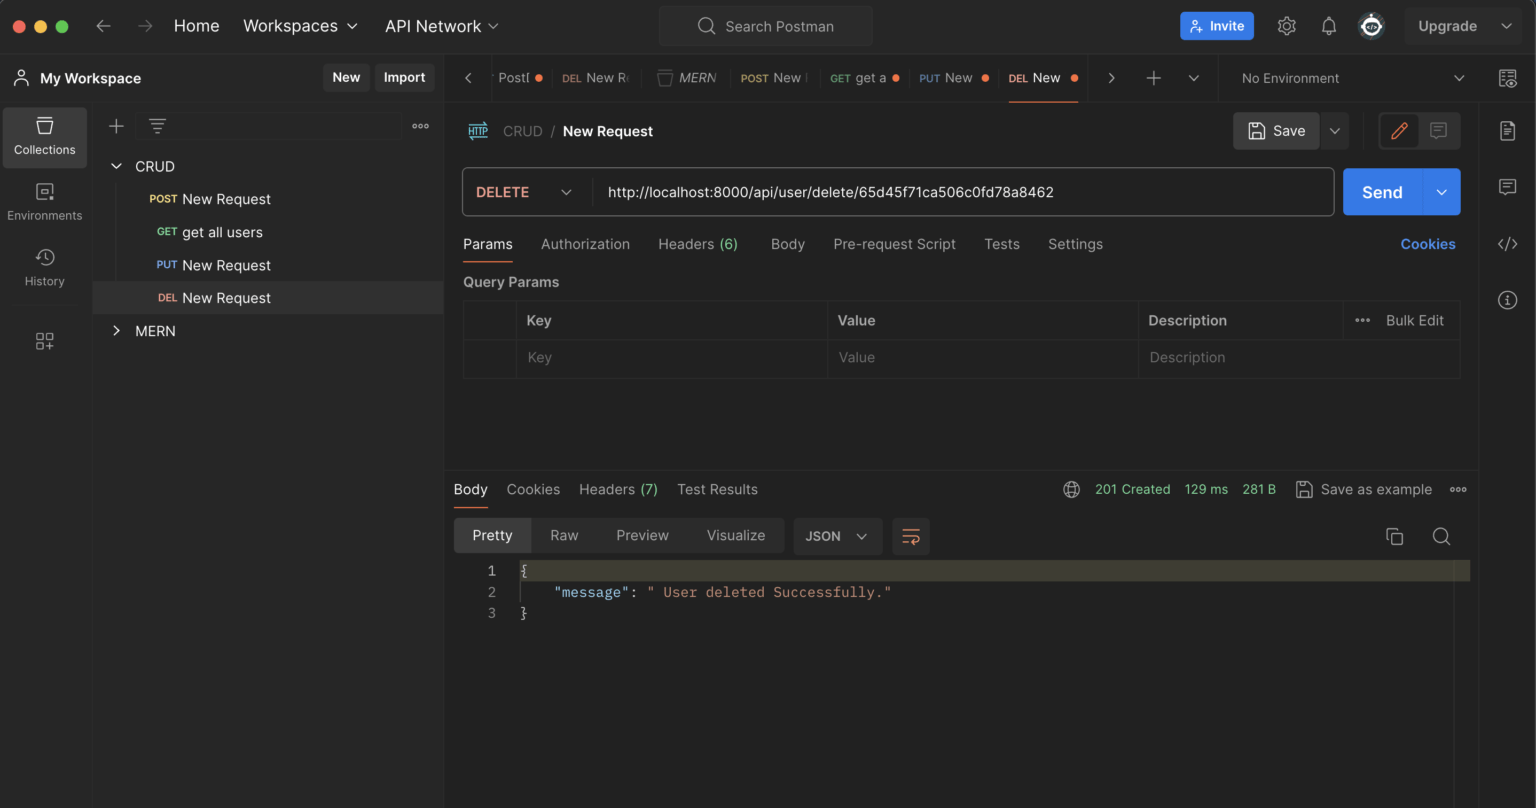 Home Workspaces API Network Search Postman Invite Upgrade
My Workspace New Import PostD DEL New R MERN POST New GET get a PUT New DEL New No Environment
Collections
Environments
History
CRUD
POST New Request
GET get all users
PUT New Request
DEL New Request
MERN
HTTP CRUD / New Request Save
DELETE http://localhost:8000/api/user/delete/65d45f71ca506c0fd78a8462 Send
Params Authorization Headers (6) Body Pre-request Script Tests Settings Cookies
Query Params
Key Value Description Bulk Edit
Key Value Description
Body Cookies Headers (7) Test Results 201 Created 129 ms 281 B Save as example
Pretty Raw Preview Visualize JSON
1 {
2 "message": " User deleted Successfully."
3 }